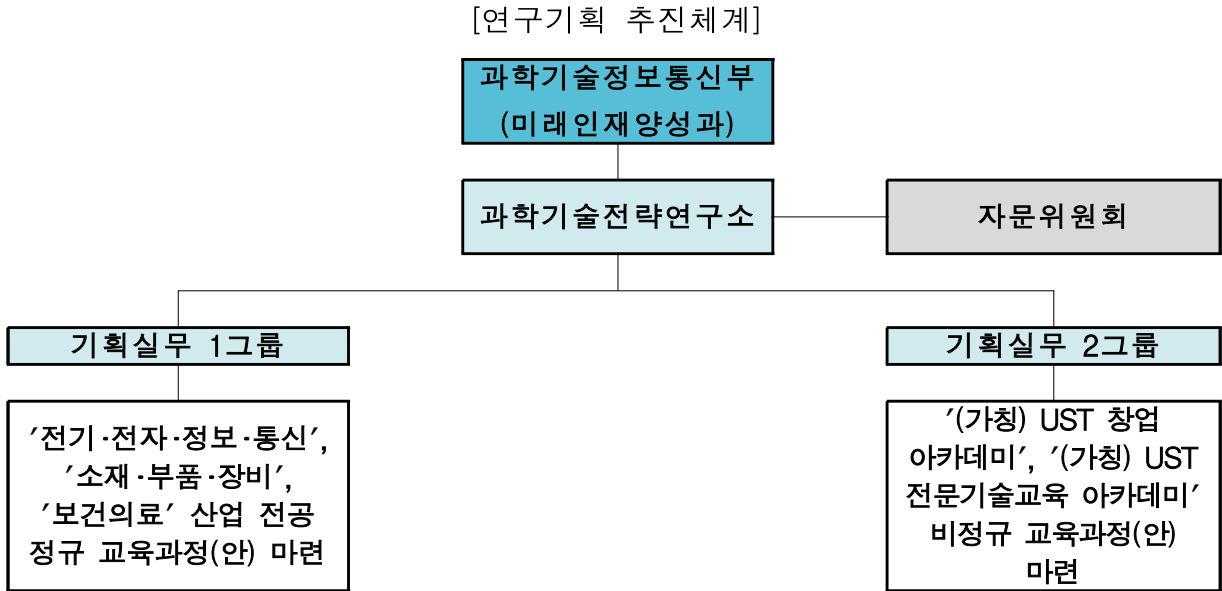 [연구기획 추진체계]
과학기술정보통신부
(미래인재양성과)
과학기술전략연구소
자문위원회
기획실무 1그룹
기획실무 2그룹
′전기·전자·정보·통신′,
′소재·부품·장비′,
′보건의료′ 산업 전공
정규 교육과정(안) 마련
′(가칭) UST 창업
아카데미′, ′(가칭) UST
전문기술교육 아카데미′
비정규 교육과정(안)
마련